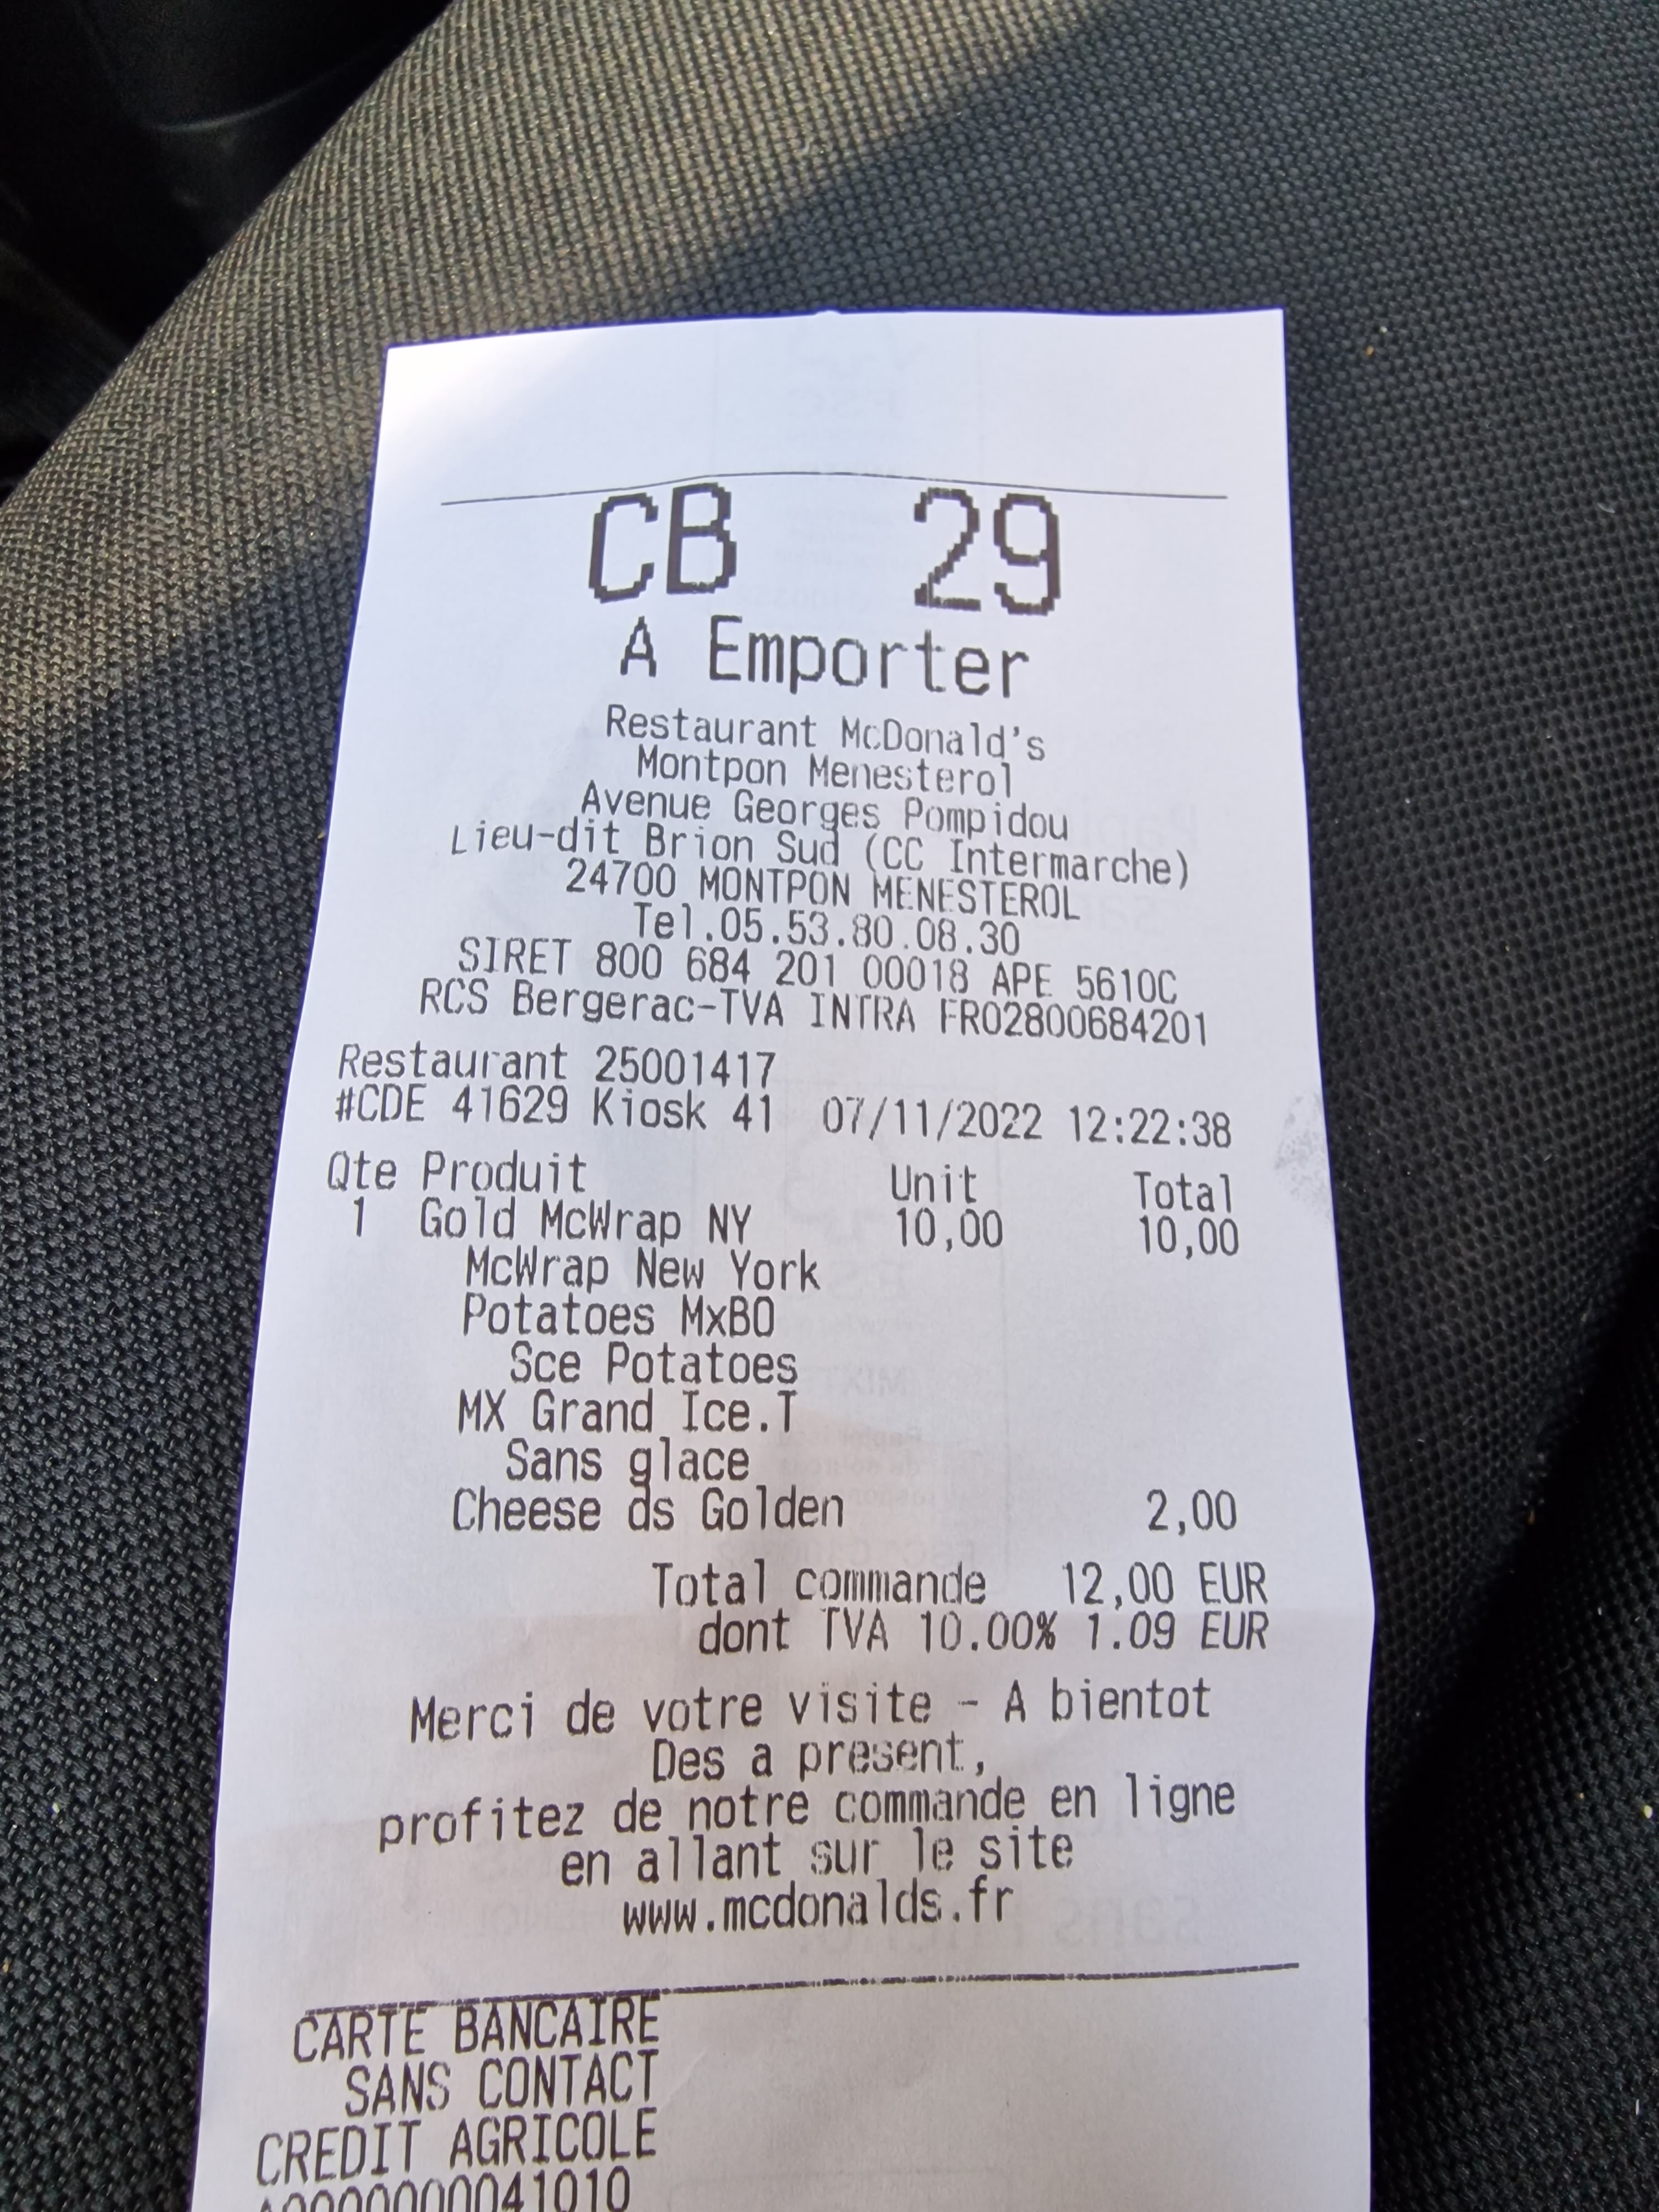 CB 29
A Emporter
Restaurant McDonald's
Montpon Menesterol
Avenue Georges Pompidou
Lieu-dit Brion Sud (CC Intermarche)
24700 MONTPON MENESTEROL
Tel.05.53.80.08.30
SIRET 800 684 201 00018 APE 5610C
RCS Bergerac-TVA INTRA FR02800684201
Restaurant 25001417
#CDE 41629 Kiosk 41 07/11/2022 12:22:38
Qte Produit Unit Total
1 Gold McWrap NY 10,00 10,00
McWrap New York
Potatoes MxBO
Sce Potatoes
MX Grand Ice.T
Sans glace
Cheese ds Golden 2,00
Total commande 12,00 EUR
dont TVA 10.00% 1.09 EUR
Merci de votre visite - A bientot
Des a present,
profitez de notre commande en ligne
en allant sur le site
www.mcdonalds.fr
CARTE BANCAIRE
SANS CONTACT
CREDIT AGRICOLE
A0000000041010